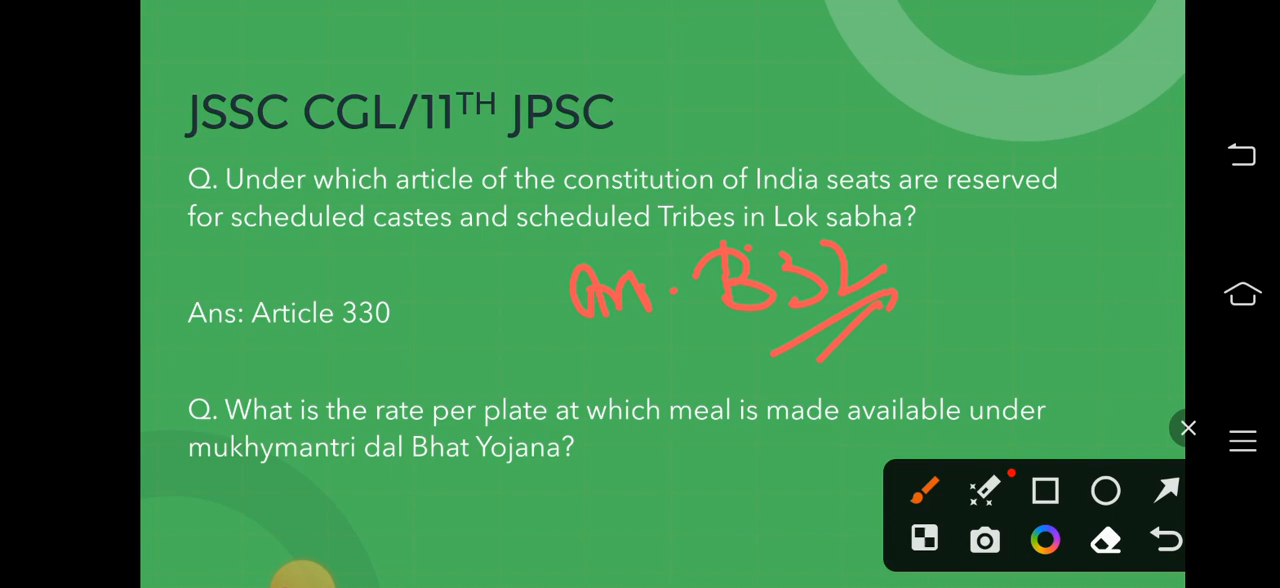 JSSC CGL/11TH JPSC
Q. Under which article of the constitution of India seats are reserved
for scheduled castes and scheduled Tribes in Lok sabha?
332
Ans: Article 330
Q. What is the rate per plate at which meal is made available under
mukhymantri dal Bhat Yojana?